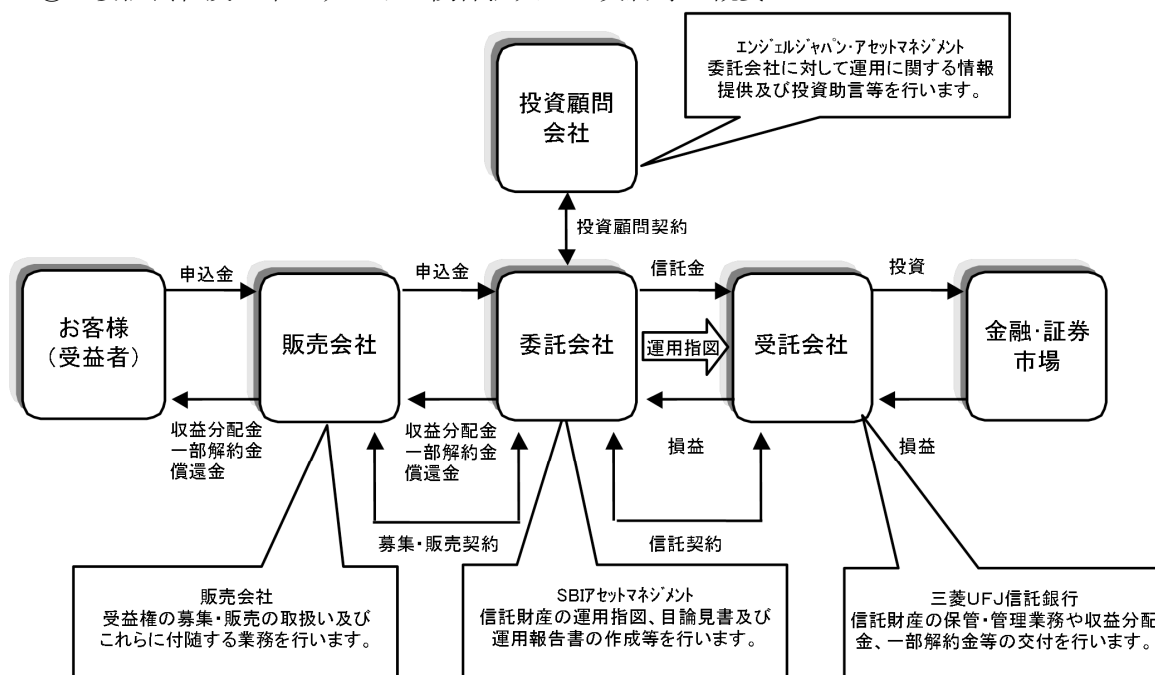 エンジェルジャパン・アセットマネジメント
委託会社に対して運用に関する情報
提供及び投資助言等を行います。
投資顧問
会社
投資顧問契約
申込金
申込金
信託金
投資
お客様
(受益者)
販売会社
委託会社
運用指図
受託会社
金融・証券
市場
収益分配金
一部解約金
償還金
収益分配金
一部解約金
償還金
損益
損益
募集・販売契約
信託契約
販売会社
受益権の募集・販売の取扱い及び
これらに付随する業務を行います。
SBIアセットマネジメント
信託財産の運用指図、目論見書及び
運用報告書の作成等を行います。
三菱UFJ信託銀行
信託財産の保管・管理業務や収益分配
金、一部解約金等の交付を行います。